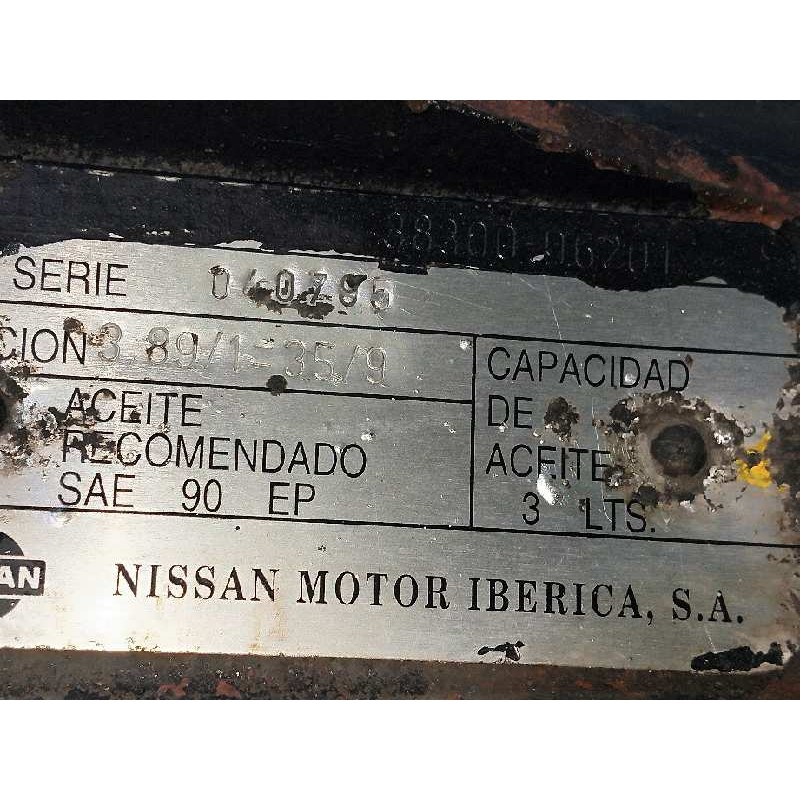 38300-06201
SERIE 040795
CION 3.89/1-35/9
ACEITE
RECOMENDADO
SAE 90 EP
CAPACIDAD
DE
ACEITE
3 LTS.
AN
NISSAN MOTOR IBERICA, S.A.